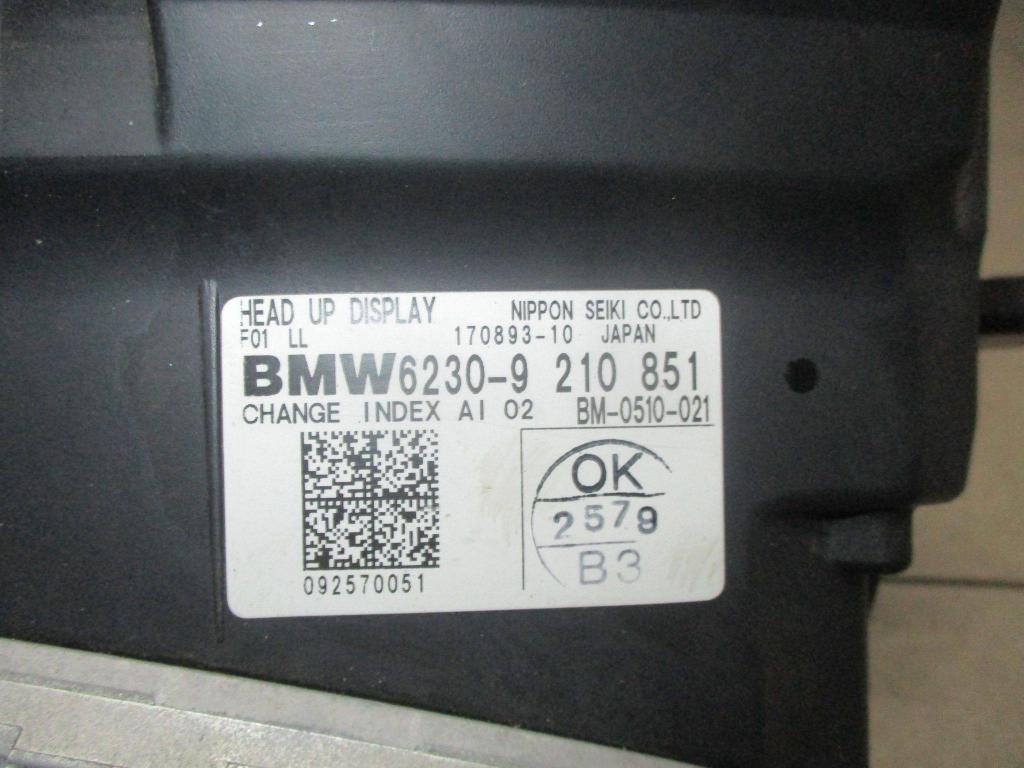 HEAD UP DISPLAY NIPPON SEIKI CO.,LTD
F01 LL 170893-10 JAPAN
BMW6230-9 210 851
CHANGE INDEX AI 02 BM-0510-021
OK
2579
B3
092570051